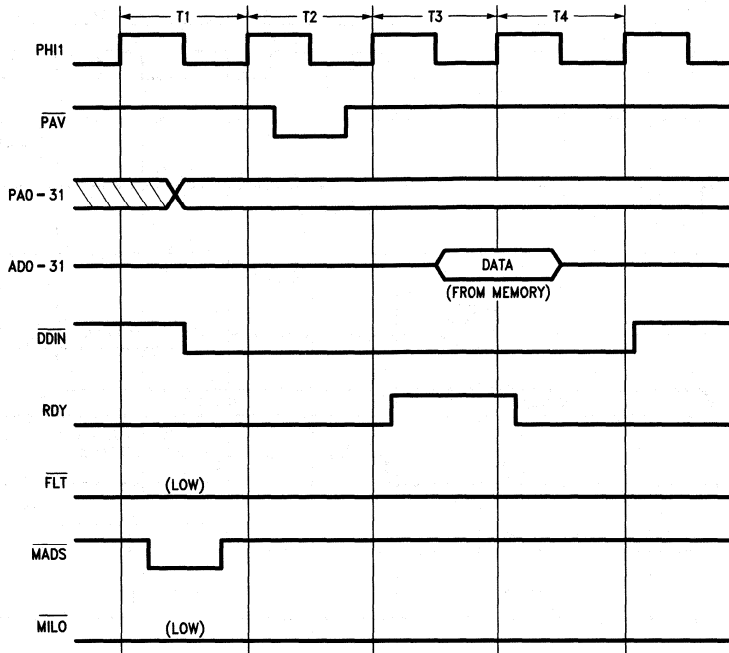 T1 T2 T3 T4
PHI1
PAV
PA0-31
AD0-31 DATA
(FROM MEMORY)
DDIN
RDY
FLT (LOW)
MADS
MILO (LOW)